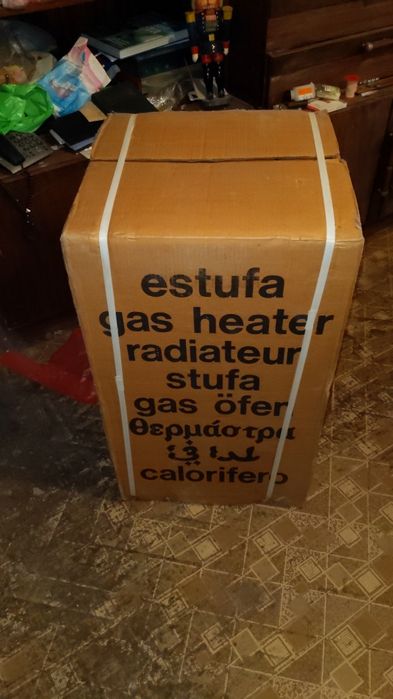 estufa
gas heater
radiateur
stufa
gas öfen
θερμάστρα
calorifero